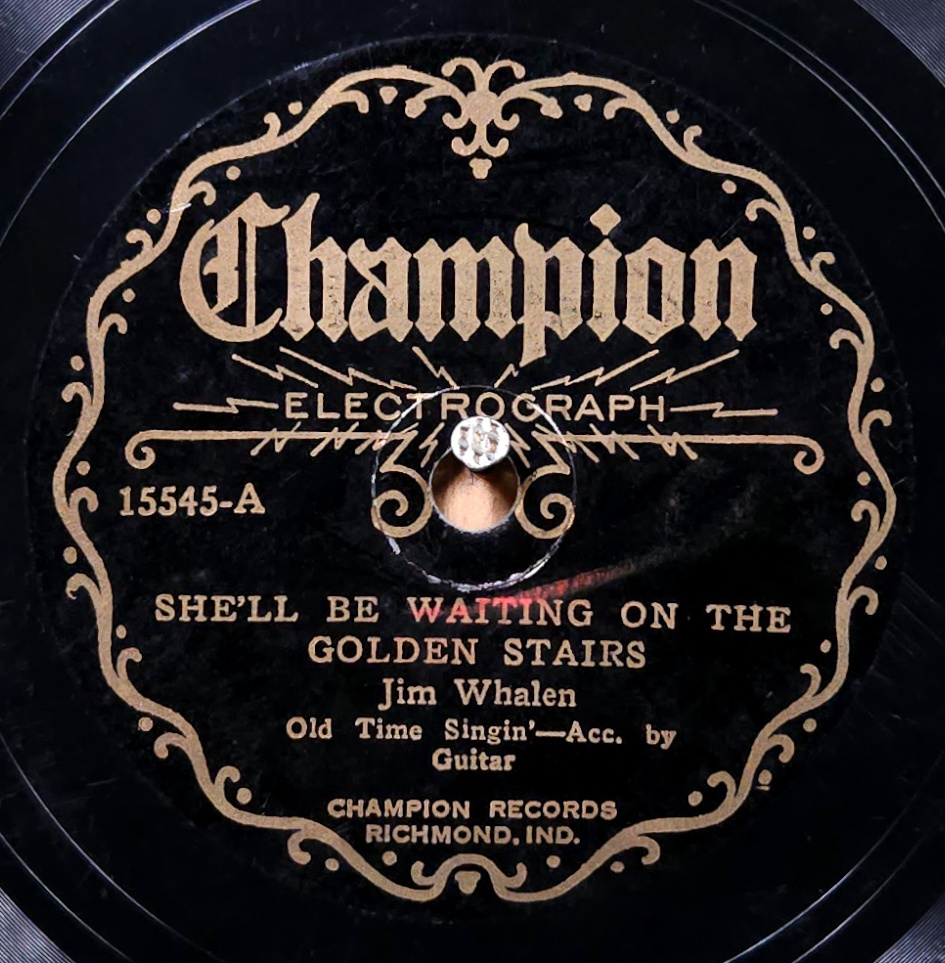 Champion
ELECTROGRAPH
15545-A
SHE'LL BE WAITING ON THE
GOLDEN STAIRS
Jim Whalen
Old Time Singin'—Acc. by
Guitar
CHAMPION RECORDS
RICHMOND, IND.